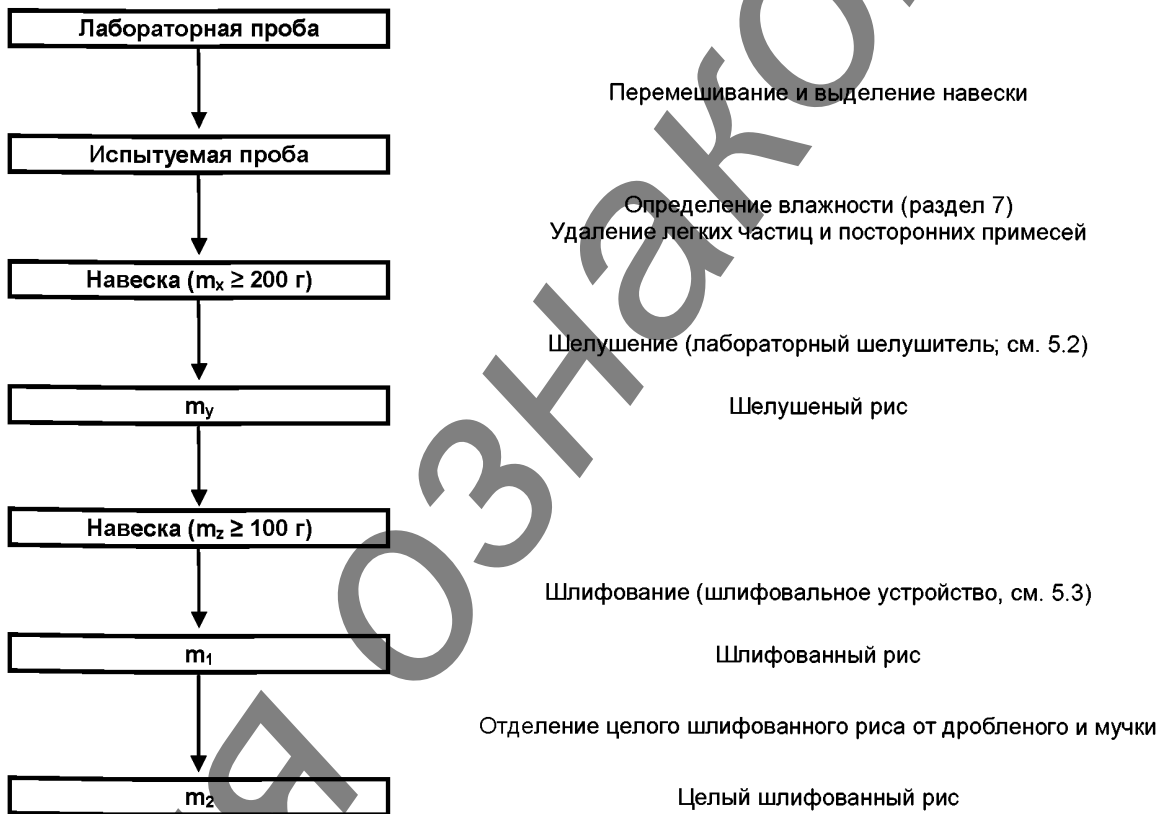 Лабораторная проба
Перемешивание и выделение навески
Испытуемая проба
Определение влажности (раздел 7)
Удаление легких частиц и посторонних примесей
Навеска (mx ≥ 200 г)
Шелушение (лабораторный шелушитель; см. 5.2)
my
Шелушеный рис
Навеска (mz ≥ 100 г)
Шлифование (шлифовальное устройство, см. 5.3)
m1
Шлифованный рис
Отделение целого шлифованного риса от дробленого и мучки
m2
Целый шлифованный рис